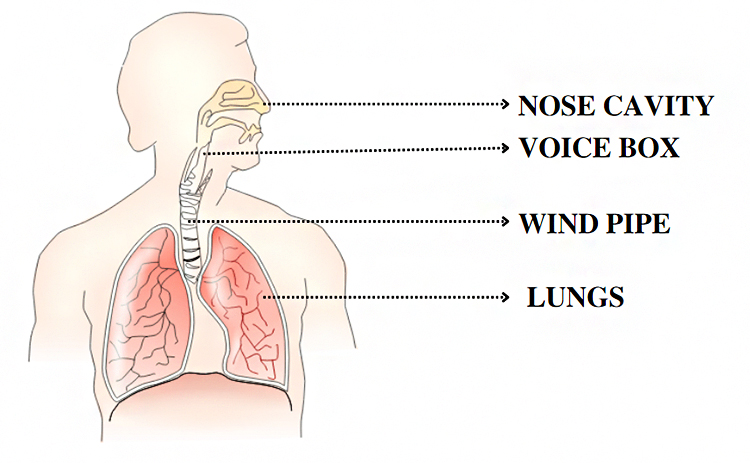 NOSE CAVITY
VOICE BOX
WIND PIPE
LUNGS